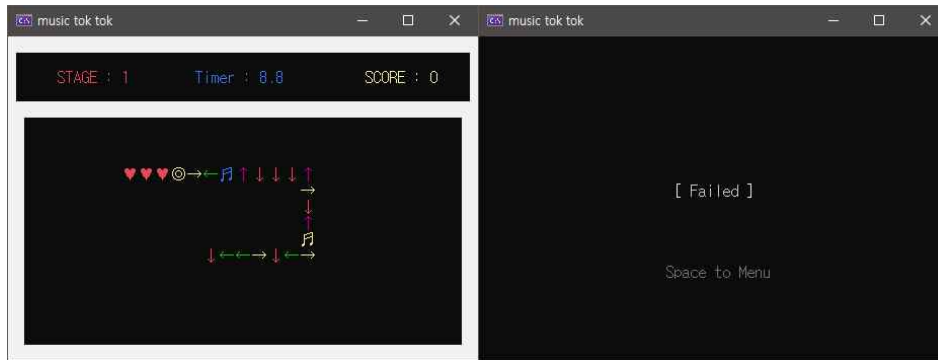 music tok tok
STAGE : 1 Timer : 8.8 SCORE : 0
♥♥♥◎→←♬↑↓↓↓↑
→
↓
↑
♬
↓←←→↓←→
music tok tok
[ Failed ]
Space to Menu